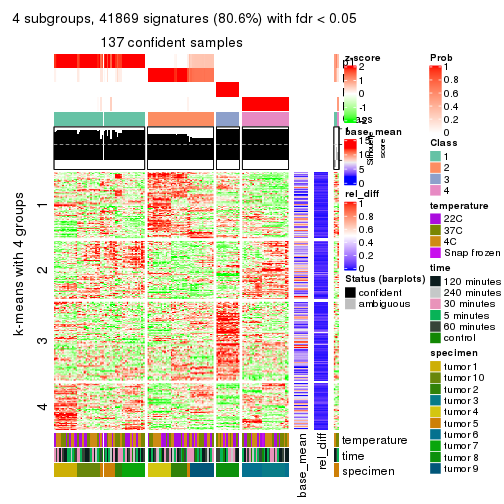 4 subgroups, 41869 signatures (80.6%) with fdr < 0.05
137 confident samples
k-means with 4 groups
1
2
3
4
base_mean
rel_diff
temperature
time
specimen
z-score
2
1
0
-1
base_mean
15
0
Silhouette
score
rel_diff
1
0.8
0.6
0.4
0.2
0
Status (barplots)
confident
ambiguous
Prob
1
0.8
0.6
0.4
0.2
0
Class
1
2
3
4
temperature
22C
37C
4C
Snap frozen
time
120 minutes
240 minutes
30 minutes
5 minutes
60 minutes
control
specimen
tumor 1
tumor 10
tumor 2
tumor 3
tumor 4
tumor 5
tumor 6
tumor 7
tumor 8
tumor 9